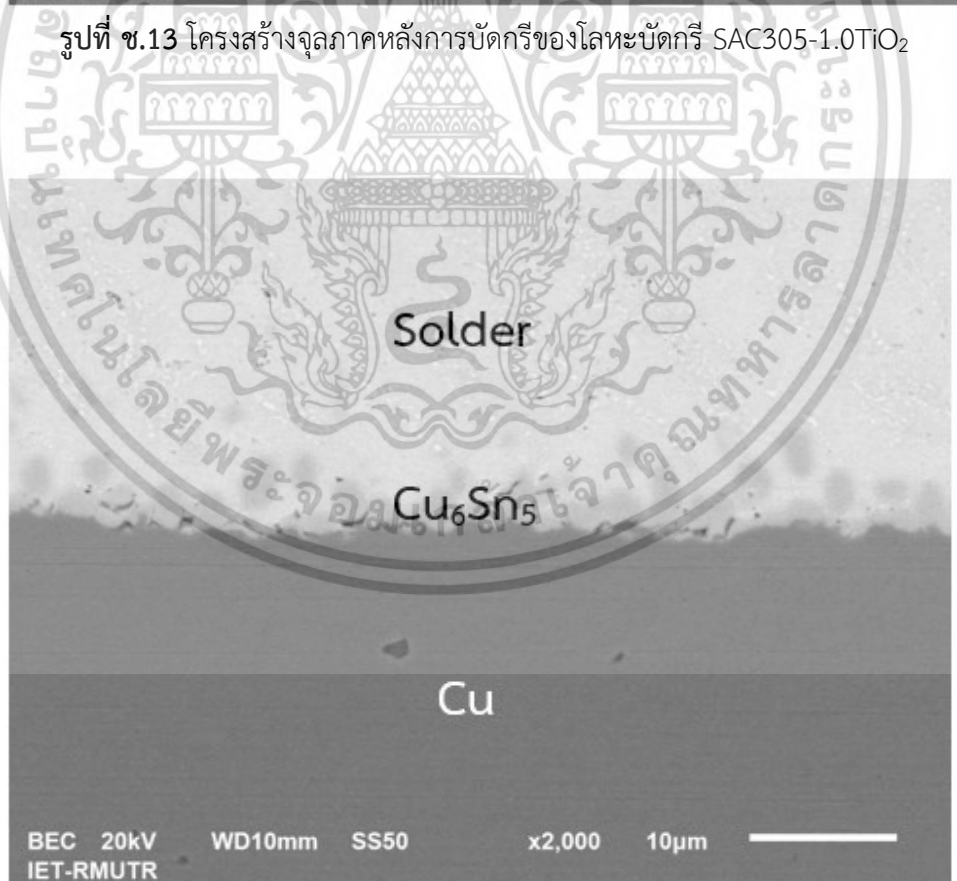 รูปที่ ช.13 โครงสร้างจุลภาคหลังการบัดกรีของโลหะบัดกรี SAC305-1.0TiO₂
Solder
Cu₆Sn₅
Cu
BEC 20kV WD10mm SS50 x2,000 10µm
IET-RMUTR